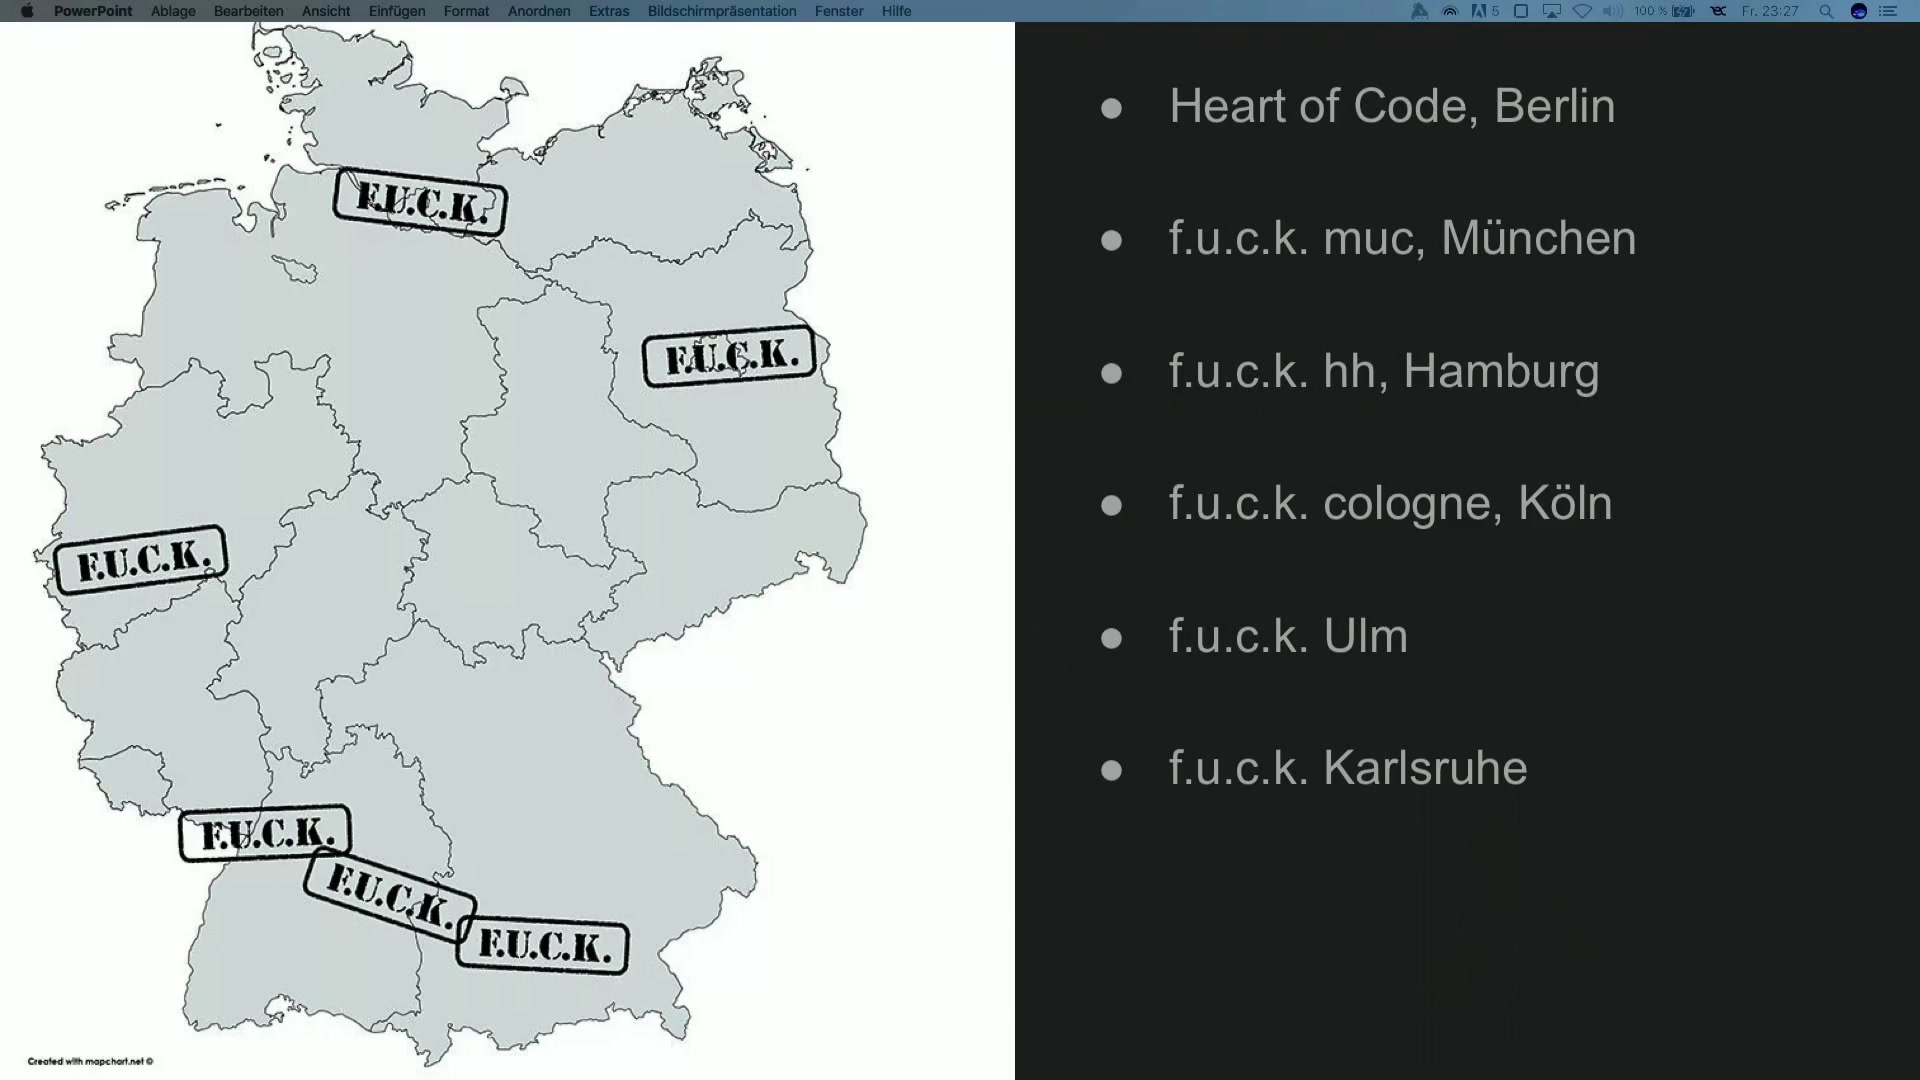 PowerPoint Ablage Bearbeiten Ansicht Einfügen Format Anordnen Extras Bildschirmpräsentation Fenster Hilfe 5 100 % Fr. 23:27
F.U.C.K.
F.U.C.K.
F.U.C.K.
F.U.C.K.
F.U.C.K.
F.U.C.K.
Created with mapchart.net ©
● Heart of Code, Berlin
● f.u.c.k. muc, München
● f.u.c.k. hh, Hamburg
● f.u.c.k. cologne, Köln
● f.u.c.k. Ulm
● f.u.c.k. Karlsruhe